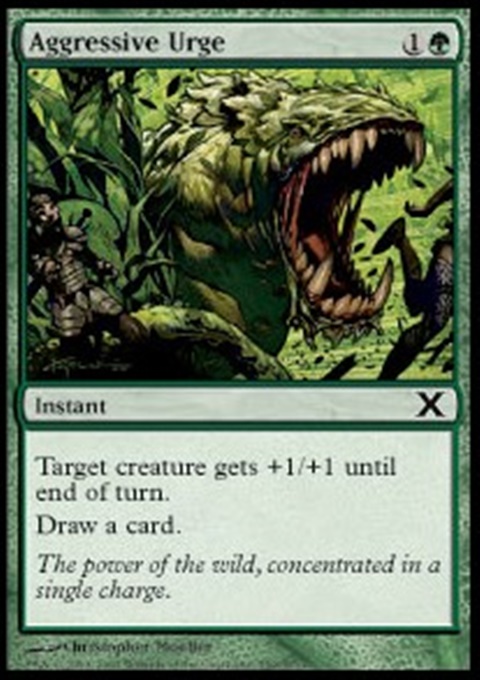 Aggressive Urge 1
Instant X
Target creature gets +1/+1 until
end of turn.
Draw a card.
The power of the wild, concentrated in a
single charge.
Christopher Moeller